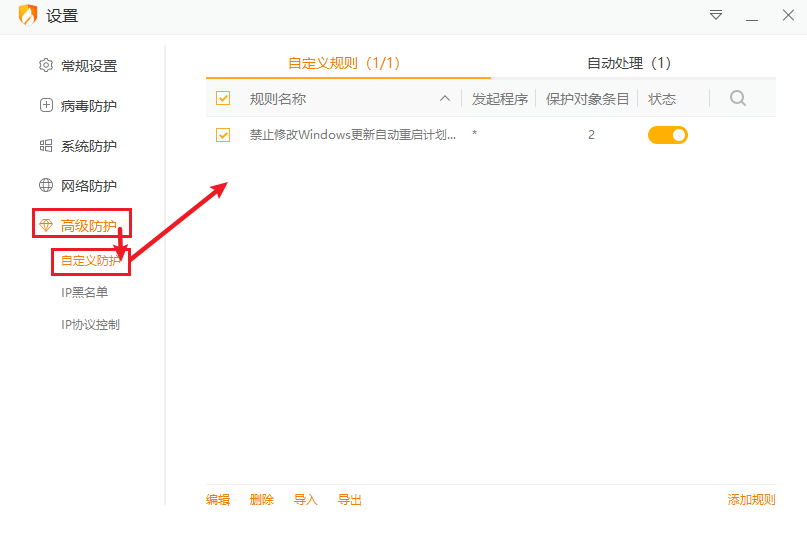 设置
常规设置
病毒防护
系统防护
网络防护
高级防护
自定义防护
IP黑名单
IP协议控制
自定义规则（1/1） 自动处理（1）
规则名称 发起程序 保护对象条目 状态
禁止修改Windows更新自动重启计划... * 2
编辑 删除 导入 导出 添加规则